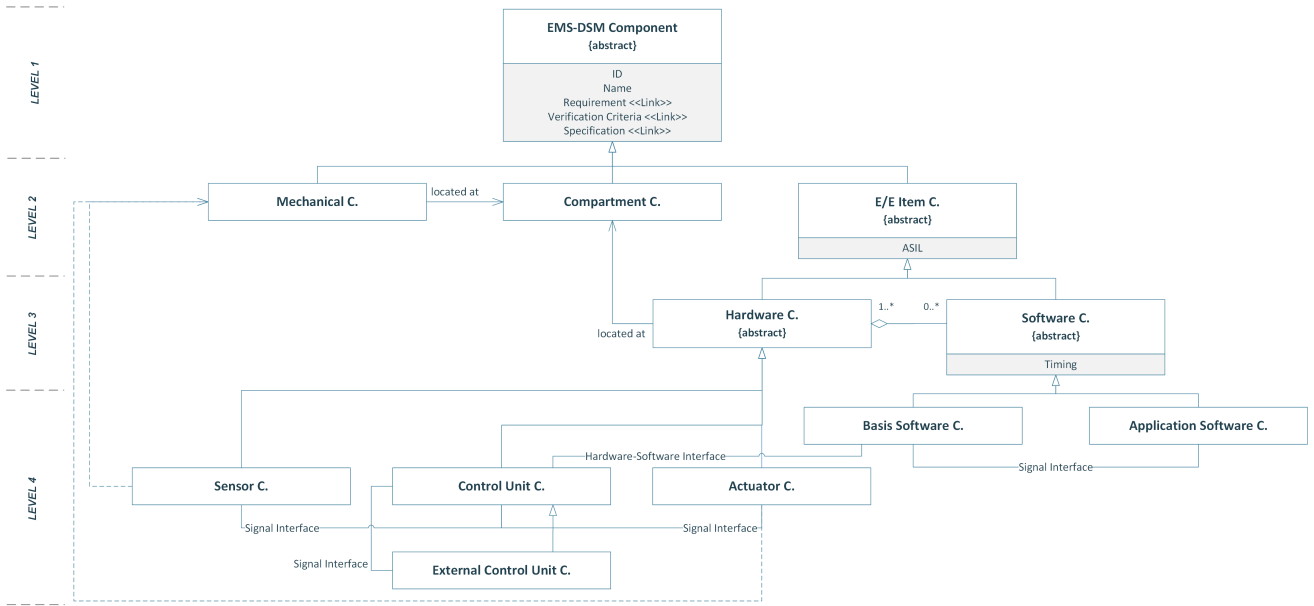 EMS-DSM Component
{abstract}
ID
Name
Requirement <<Link>>
Verification Criteria <<Link>>
Specification <<Link>>
LEVEL 1
Mechanical C.
located at
Compartment C.
E/E Item C.
{abstract}
ASIL
LEVEL 2
Hardware C.
{abstract}
located at
1..*
0..*
Software C.
{abstract}
Timing
LEVEL 3
Basis Software C.
Application Software C.
Hardware-Software Interface
Signal Interface
Sensor C.
Control Unit C.
Actuator C.
Signal Interface
Signal Interface
Signal Interface
External Control Unit C.
LEVEL 4